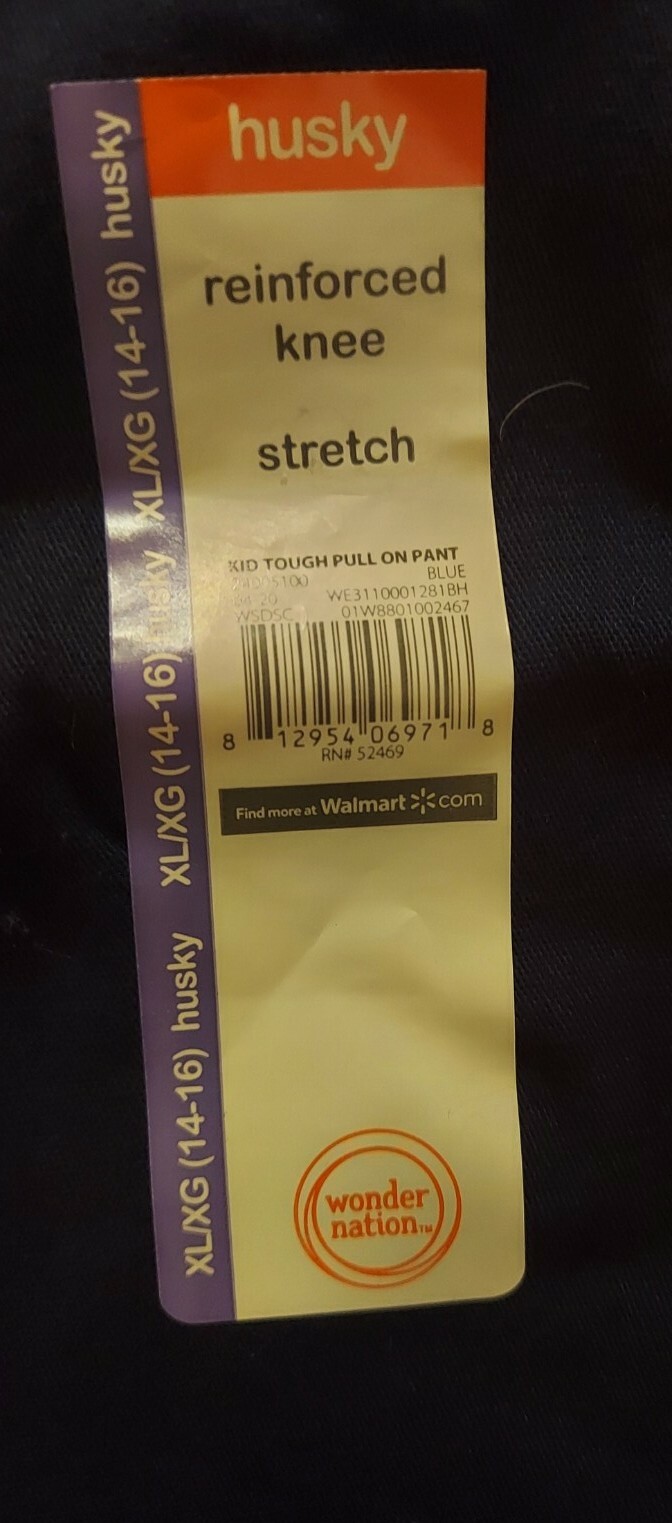 husky
reinforced
knee
stretch
KID TOUGH PULL ON PANT
BLUE
WE3110001281BH
WSDSC 01W8801002467
8 12954 06971 8
RN# 52469
Find more at Walmart com
wonder
nation™
XL/XG (14-16) husky XL/XG (14-16) husky XL/XG (14-16) husky